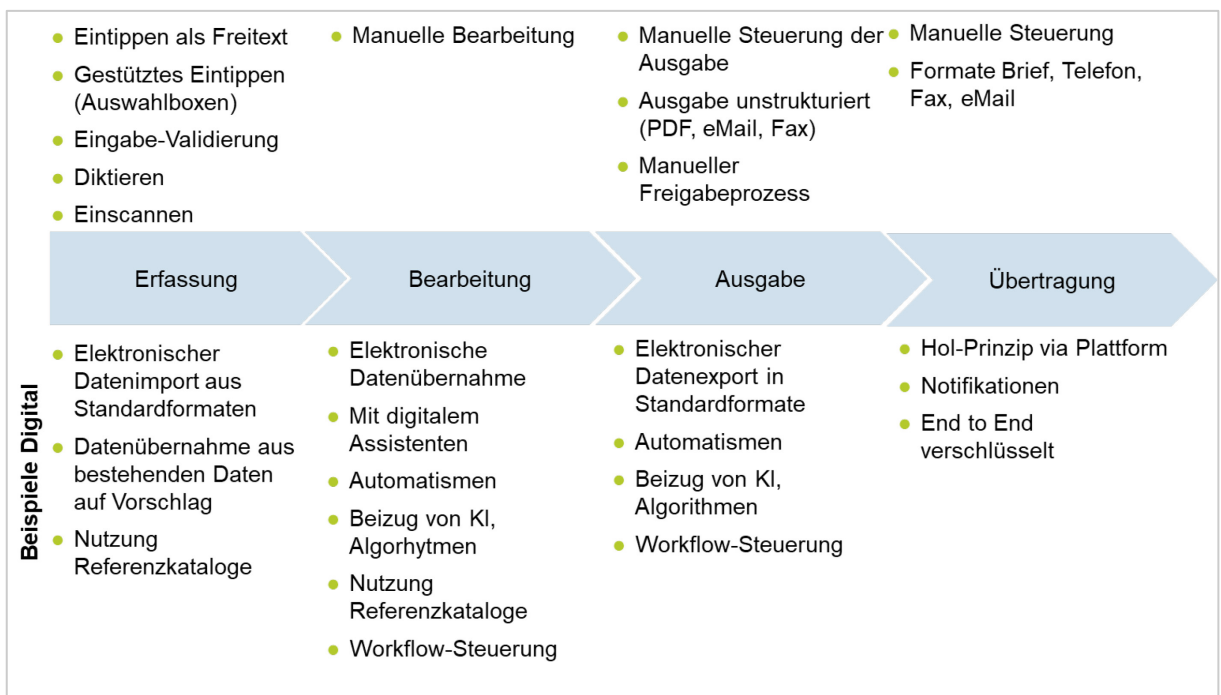 Eintippen als Freitext
Gestütztes Eintippen
(Auswahlboxen)
Eingabe-Validierung
Diktieren
Einscannen
Manuelle Bearbeitung
Manuelle Steuerung der
Ausgabe
Ausgabe unstrukturiert
(PDF, eMail, Fax)
Manueller
Freigabeprozess
Manuelle Steuerung
Formate Brief, Telefon,
Fax, eMail
Erfassung
Bearbeitung
Ausgabe
Übertragung
Beispiele Digital
Elektronischer
Datenimport aus
Standardformaten
Datenübernahme aus
bestehenden Daten
auf Vorschlag
Nutzung
Referenzkataloge
Elektronische
Datenübernahme
Mit digitalem
Assistenten
Automatismen
Beizug von KI,
Algorhytmen
Nutzung
Referenzkataloge
Workflow-Steuerung
Elektronischer
Datenexport in
Standardformate
Automatismen
Beizug von KI,
Algorithmen
Workflow-Steuerung
Hol-Prinzip via Plattform
Notifikationen
End to End
verschlüsselt